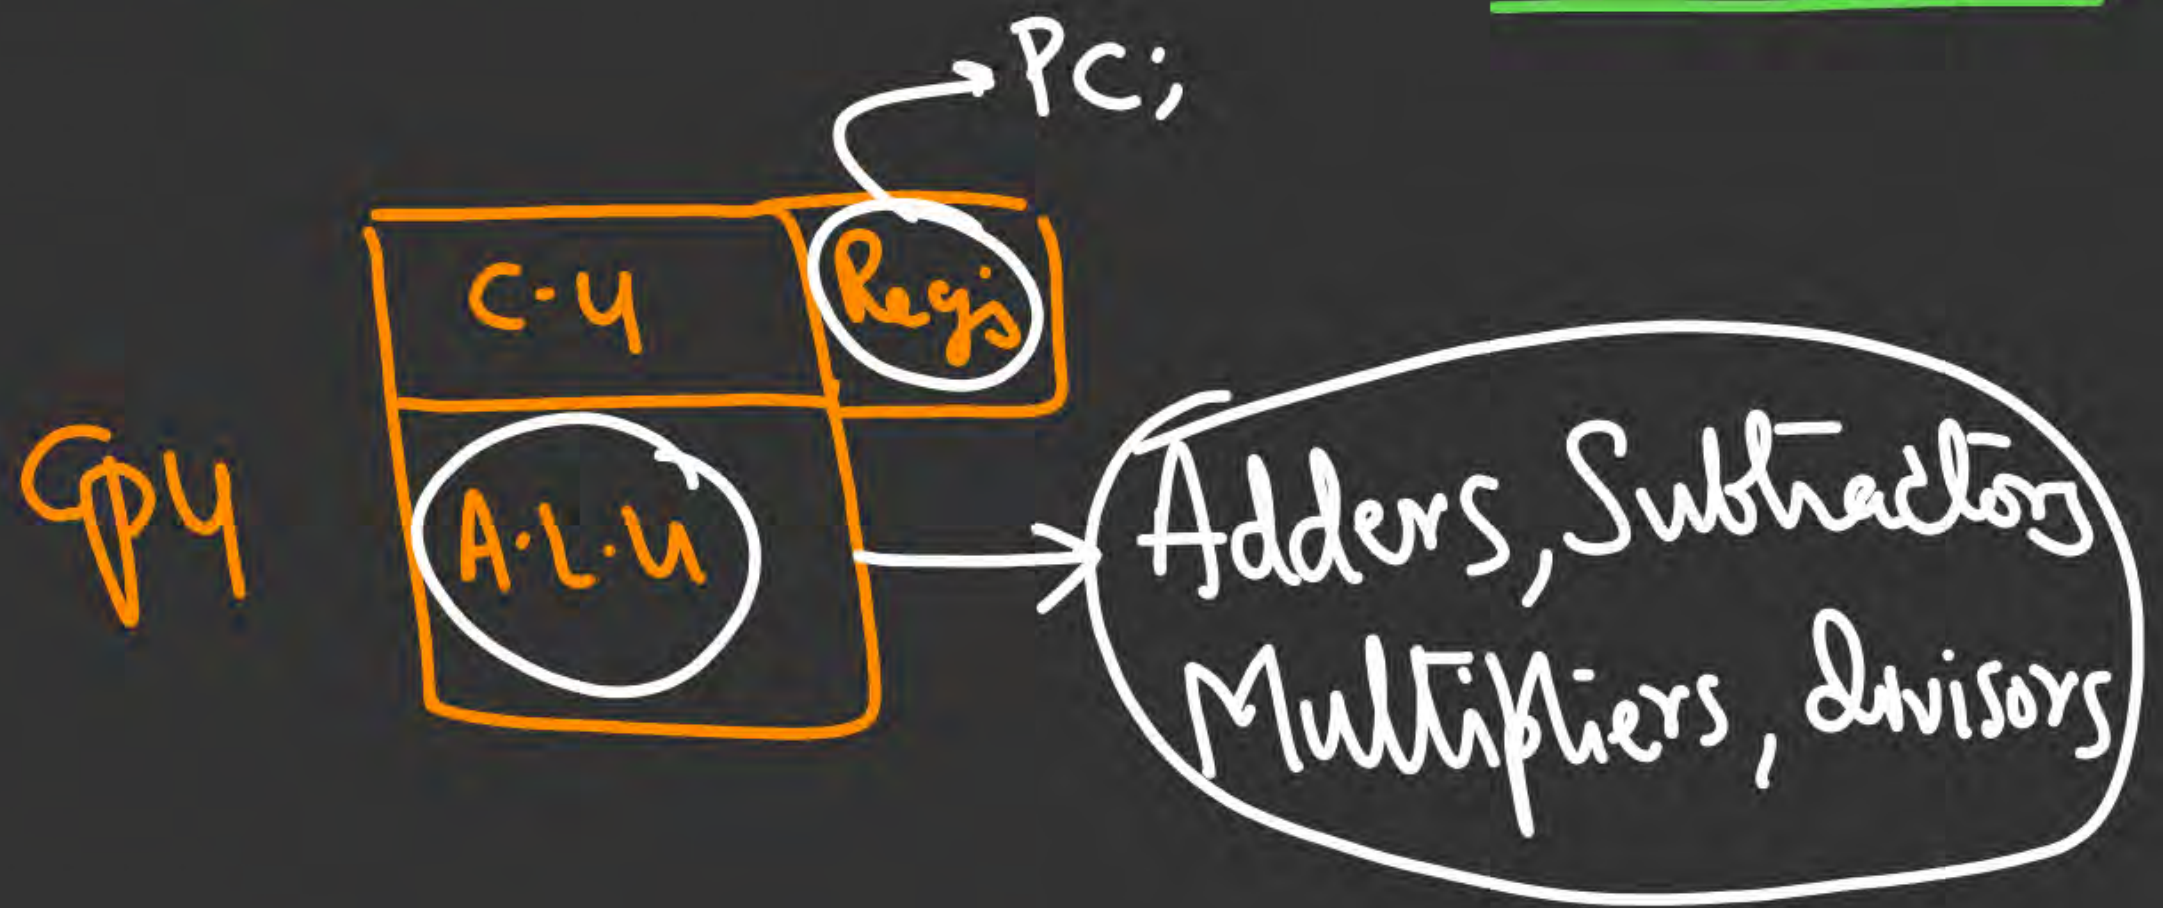 PC;
C.U
Regs
CPU
A.L.U
Adders, Subtractors
Multipliers, divisors